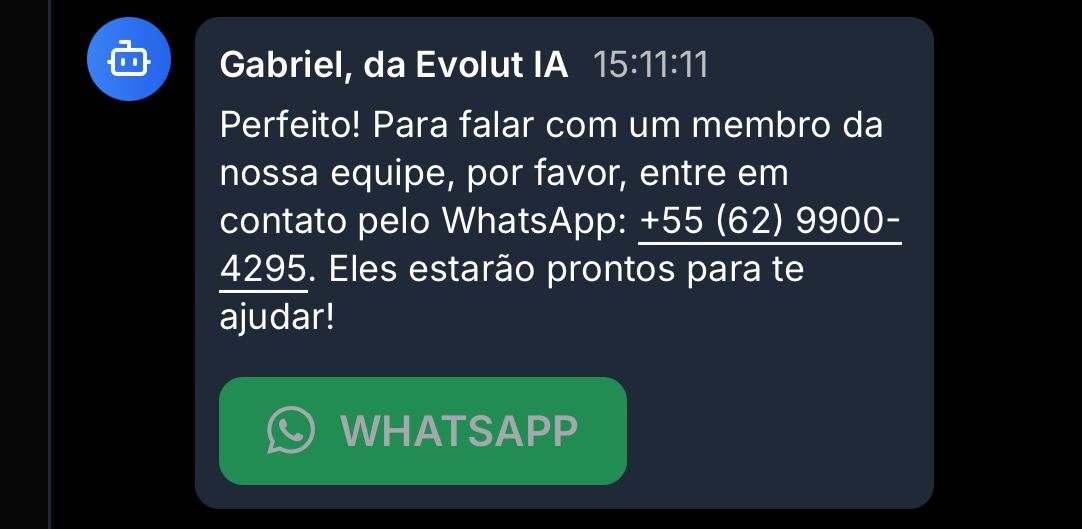 Gabriel, da Evolut IA 15:11:11
Perfeito! Para falar com um membro da
nossa equipe, por favor, entre em
contato pelo WhatsApp: +55 (62) 9900-
4295. Eles estarão prontos para te
ajudar!
WHATSAPP